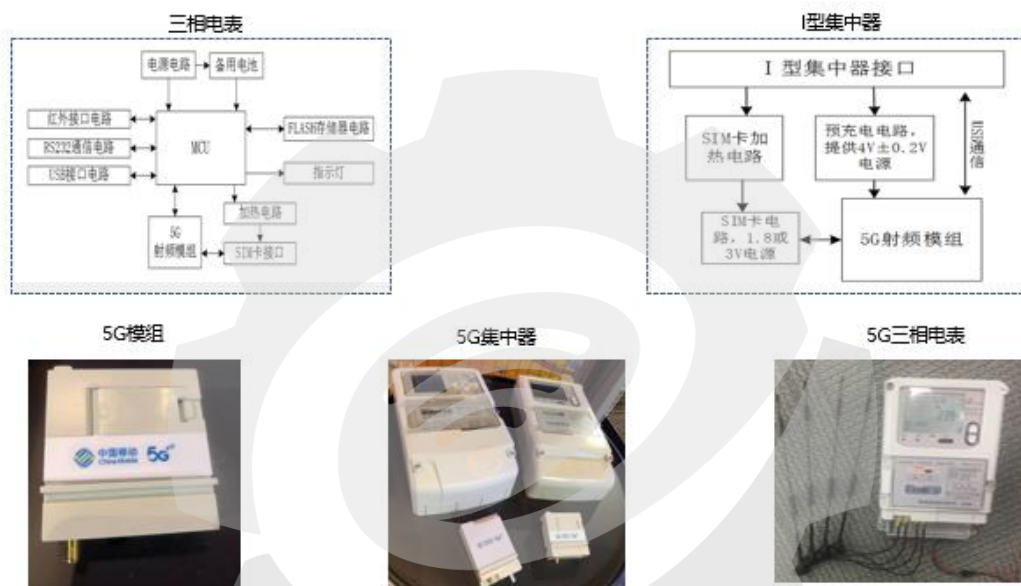 三相电表
I型集中器
电源电路
备用电池
红外接口电路
RS232通信电路
USB接口电路
MCU
FLASH存储器电路
指示灯
加热电路
5G
射频模组
SIM卡接口
I 型集中器接口
SIM卡加
热电路
预充电电路，
提供4V±0.2V
电源
USB通信
SIM卡电
路，1.8或
3V电源
5G射频模组
5G模组
5G集中器
5G三相电表
中国移动
China Mobile
5G